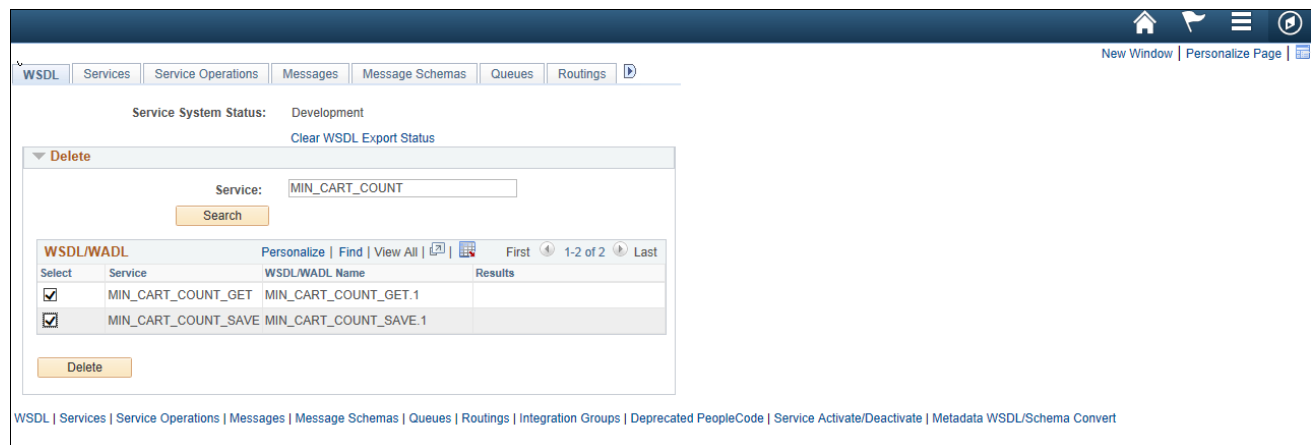 New Window | Personalize Page |
WSDL Services Service Operations Messages Message Schemas Queues Routings
Service System Status: Development
Clear WSDL Export Status
Delete
Service: MIN_CART_COUNT
Search
WSDL/WADL Personalize | Find | View All | | First 1-2 of 2 Last
Select Service WSDL/WADL Name Results
MIN_CART_COUNT_GET MIN_CART_COUNT_GET.1
MIN_CART_COUNT_SAVE MIN_CART_COUNT_SAVE.1
Delete
WSDL | Services | Service Operations | Messages | Message Schemas | Queues | Routings | Integration Groups | Deprecated PeopleCode | Service Activate/Deactivate | Metadata WSDL/Schema Convert